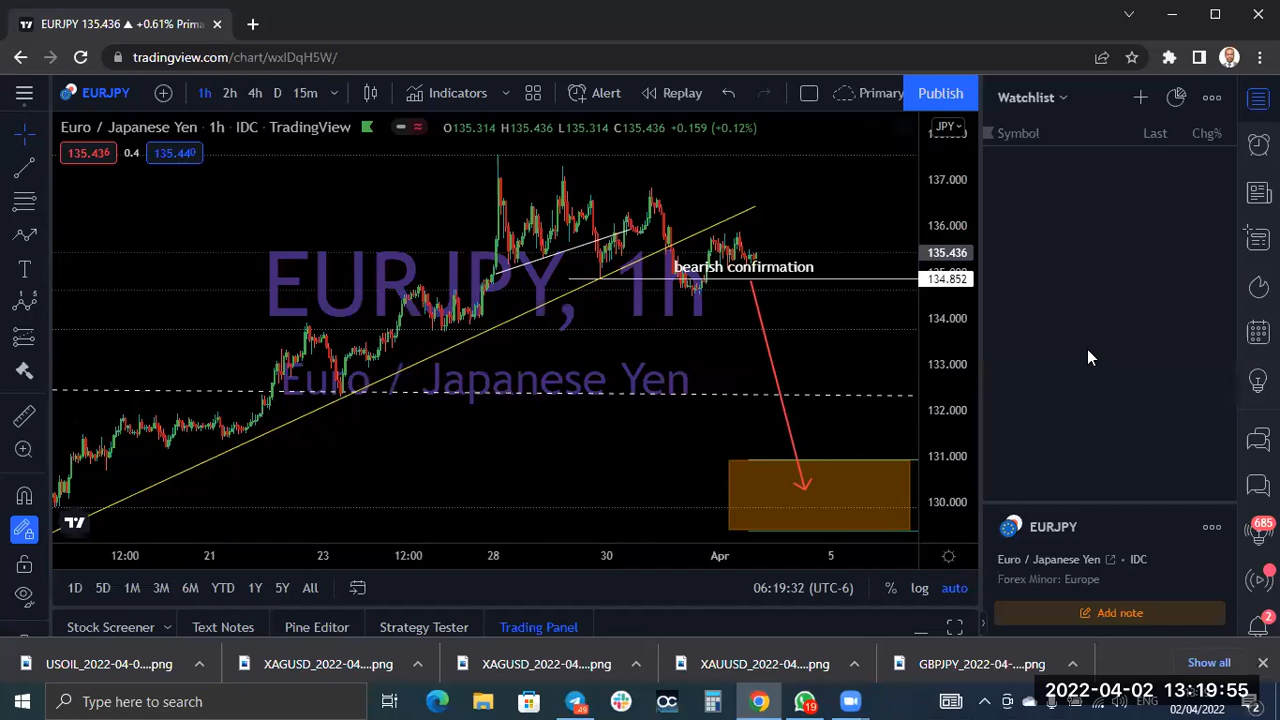 EURJPY 135.436 ▲ +0.61% Prima
tradingview.com/chart/wxlDqH5W/
EURJPY 1h 2h 4h D 15m Indicators Alert Replay Primary Publish
Euro / Japanese Yen · 1h · IDC · TradingView O135.314 H135.436 L135.314 C135.436 +0.159 (+0.12%)
135.436 0.4 135.440
JPY
137.000
136.000
135.436
134.852
134.000
133.000
132.000
131.000
130.000
EURJPY, 1h
Euro / Japanese Yen
bearish confirmation
12:00 21 23 12:00 28 30 Apr 5
1D 5D 1M 3M 6M YTD 1Y 5Y All 06:19:32 (UTC-6) % log auto
Stock Screener Text Notes Pine Editor Strategy Tester Trading Panel
Watchlist
Symbol Last Chg%
EURJPY
Euro / Japanese Yen · IDC
Forex Minor: Europe
Add note
685
2
USOIL_2022-04-0....png XAGUSD_2022-04....png XAGUSD_2022-04....png XAUUSD_2022-04....png GBPJPY_2022-04-....png Show all
Type here to search
19
ENG
2022-04-02 13:19:55
02/04/2022
2